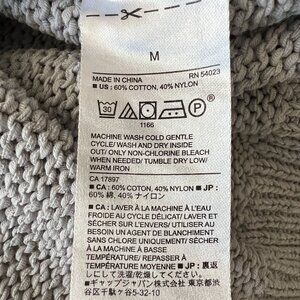 M
MADE IN CHINA RN 54023
■ US : 60% COTTON, 40% NYLON
30 P
1166
MACHINE WASH COLD GENTLE
CYCLE/ WASH AND DRY INSIDE
OUT/ ONLY NON-CHLORINE BLEACH
WHEN NEEDED/ TUMBLE DRY LOW/
WARM IRON
CA 17897
■ CA : 60% COTON, 40% NYLON ■ JP :
60% 綿, 40% ナイロン
■ CA : LAVER À LA MACHINE À L'EAU
FROIDE AU CYCLE DÉLICAT/ LAVER ET
SÉCHER SUR L'ENVERS/ UTILISER AU
BESOIN UN AGENT DE BLANCHIMENT
SANS CHLORE UNIQUEMENT/
SÉCHER PAR CULBUTAGE À BASSE
TEMPÉRATURE/ REPASSER À
TEMPÉRATURE MOYENNE ■ JP : 裏返
しにして洗濯/乾燥してください。
■ギャップジャパン株式会社 東京都渋
谷区千駄ヶ谷5-32-10